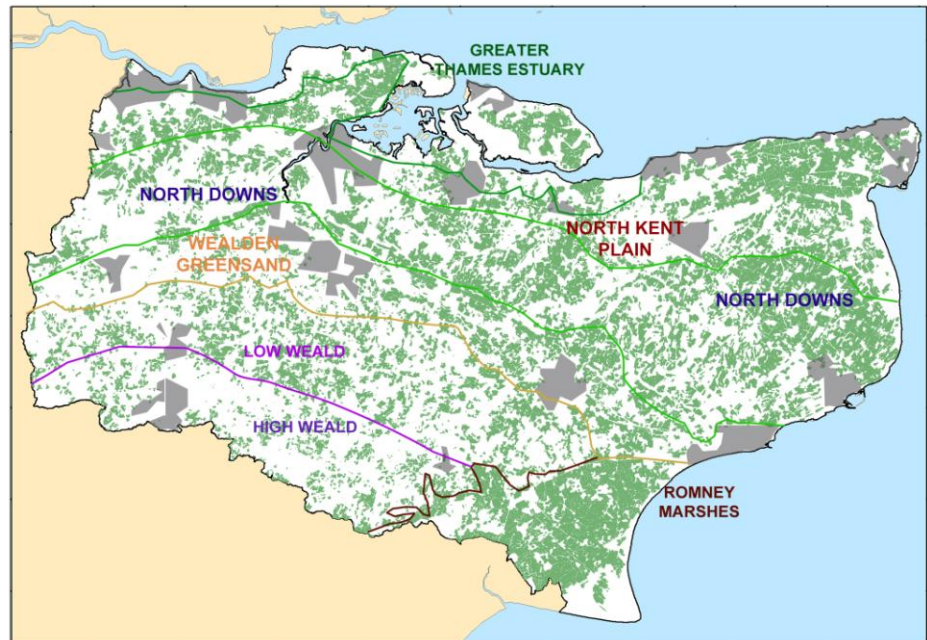 GREATER
THAMES ESTUARY
NORTH DOWNS
NORTH KENT
PLAIN
WEALDEN
GREENSAND
NORTH DOWNS
LOW WEALD
HIGH WEALD
ROMNEY
MARSHES